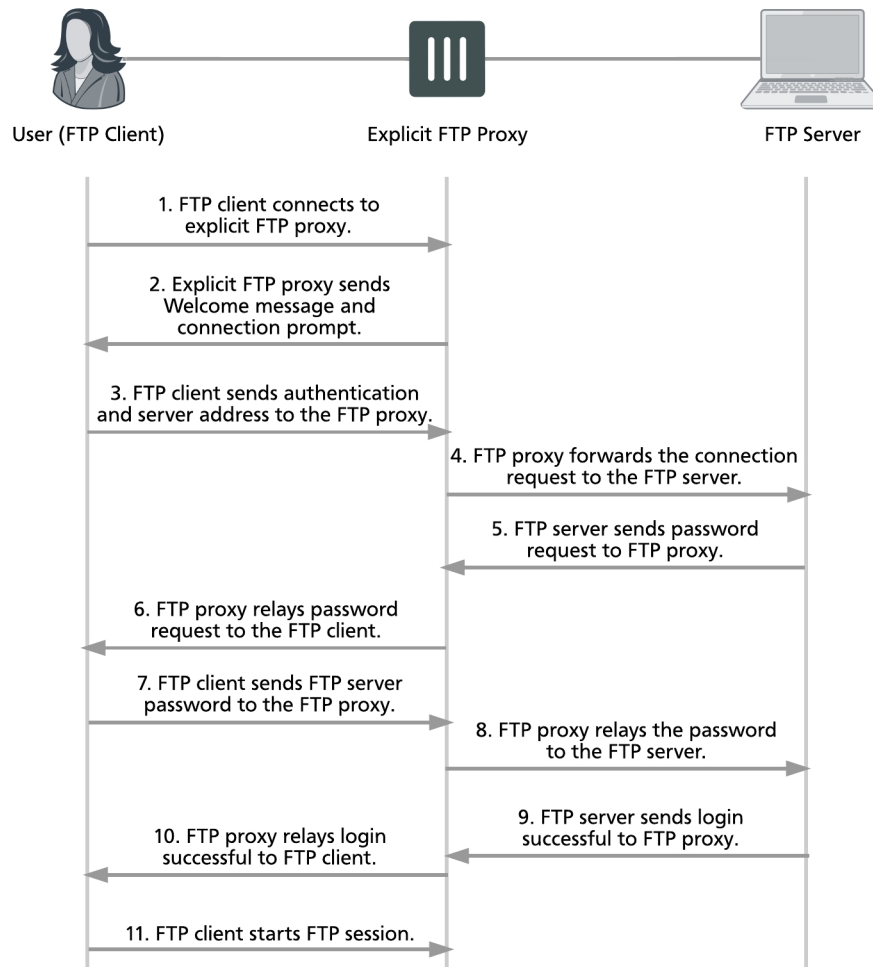 User (FTP Client)
Explicit FTP Proxy
FTP Server
1. FTP client connects to
explicit FTP proxy.
2. Explicit FTP proxy sends
Welcome message and
connection prompt.
3. FTP client sends authentication
and server address to the FTP proxy.
4. FTP proxy forwards the connection
request to the FTP server.
5. FTP server sends password
request to FTP proxy.
6. FTP proxy relays password
request to the FTP client.
7. FTP client sends FTP server
password to the FTP proxy.
8. FTP proxy relays the password
to the FTP server.
9. FTP server sends login
successful to FTP proxy.
10. FTP proxy relays login
successful to FTP client.
11. FTP client starts FTP session.